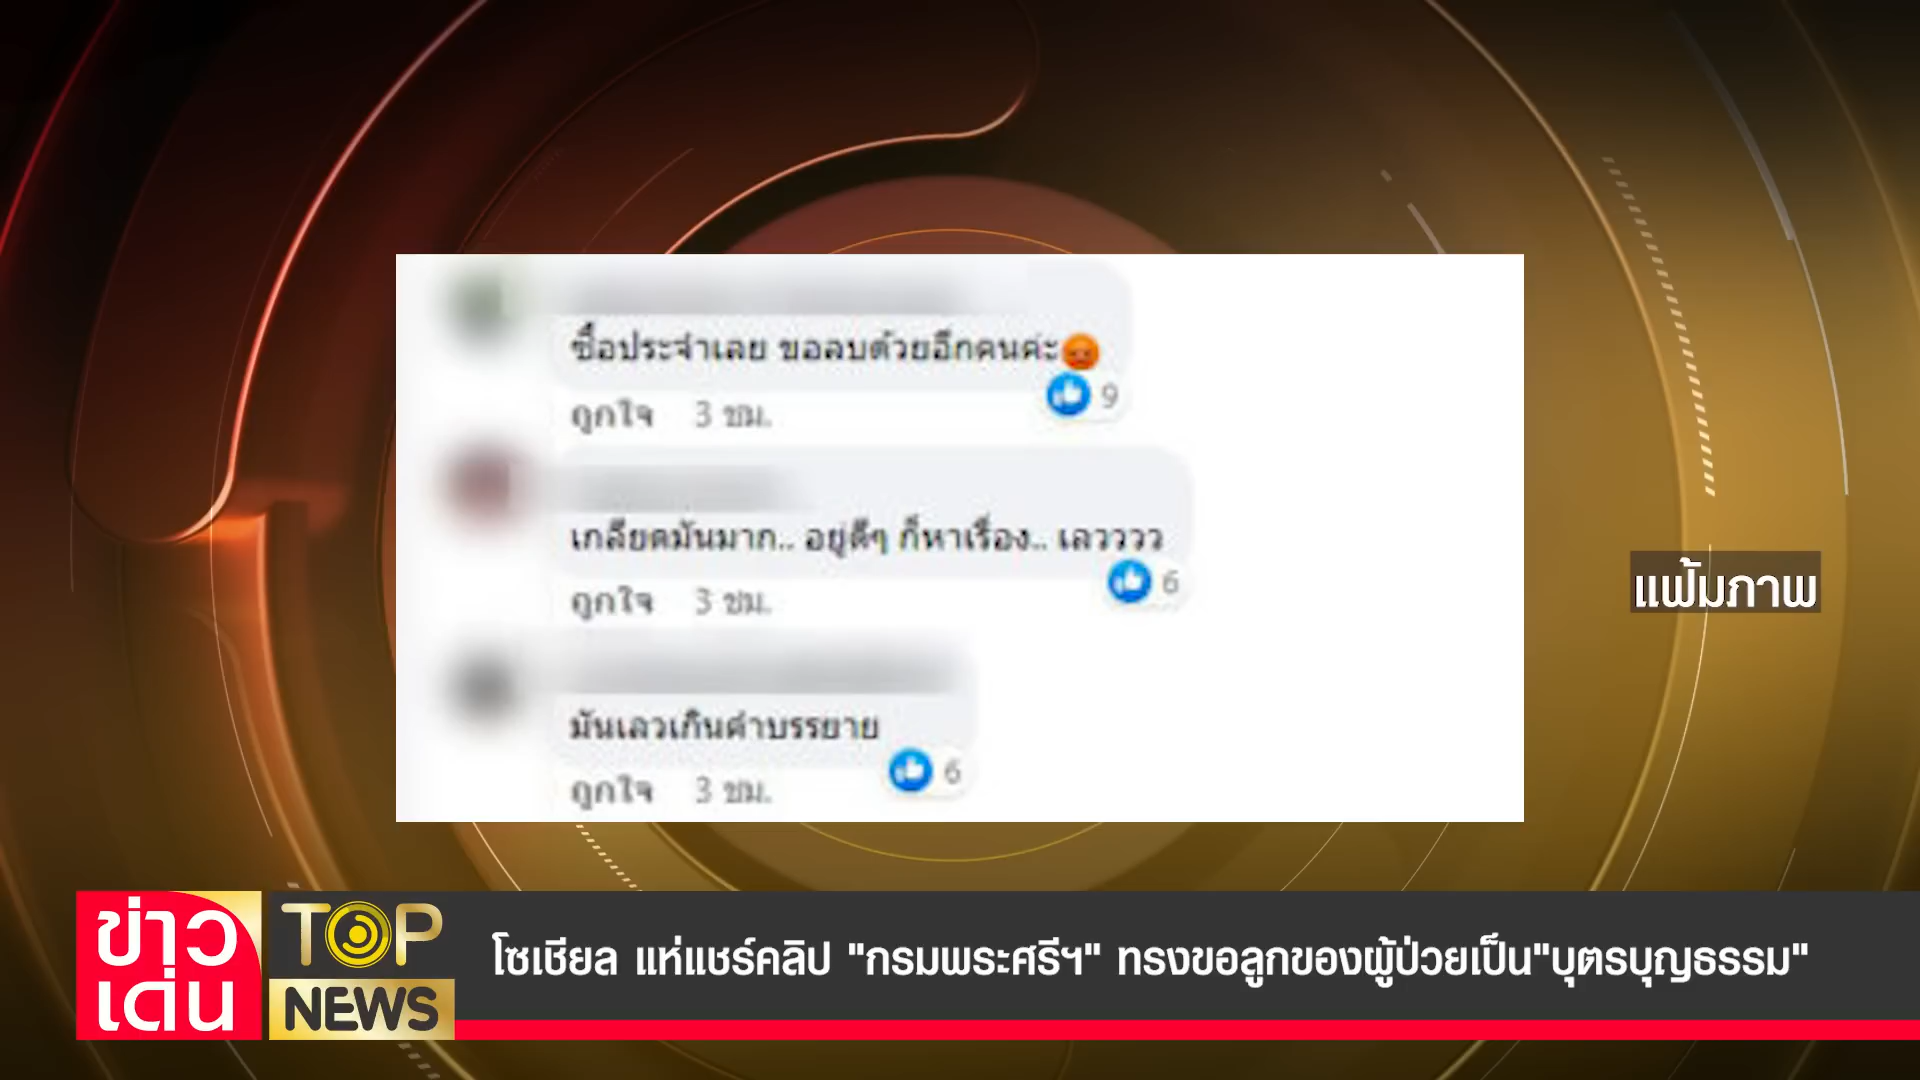 ซื้อประจำเลย ขอลบด้วยอีกคนค่ะ
9
ถูกใจ 3 ชม.
เกลียดมันมาก.. อยู่ดีๆ ก็หาเรื่อง.. เลวววว
6
ถูกใจ 3 ชม.
มันเลวเกินคำบรรยาย
6
ถูกใจ 3 ชม.
แฟ้มภาพ
ข่าว
เด่น
TOP
NEWS
โซเชียล แห่แชร์คลิป "กรมพระศรีฯ" ทรงขอลูกของผู้ป่วยเป็น"บุตรบุญธรรม"